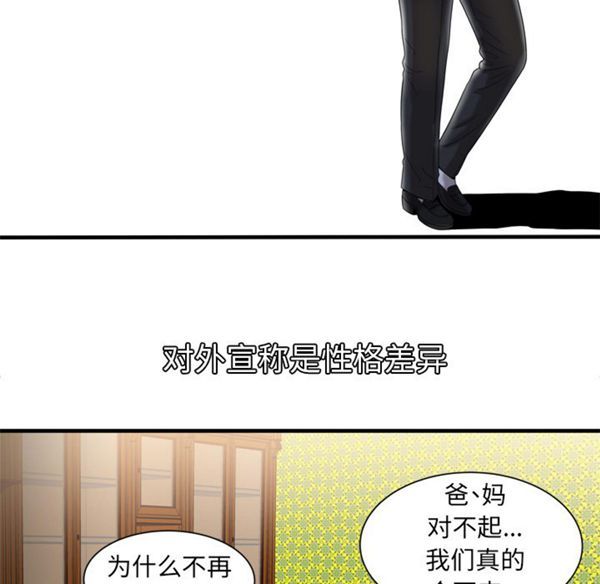 对外宣称是性格差异
爸、妈
对不起...
我们真的
为什么不再